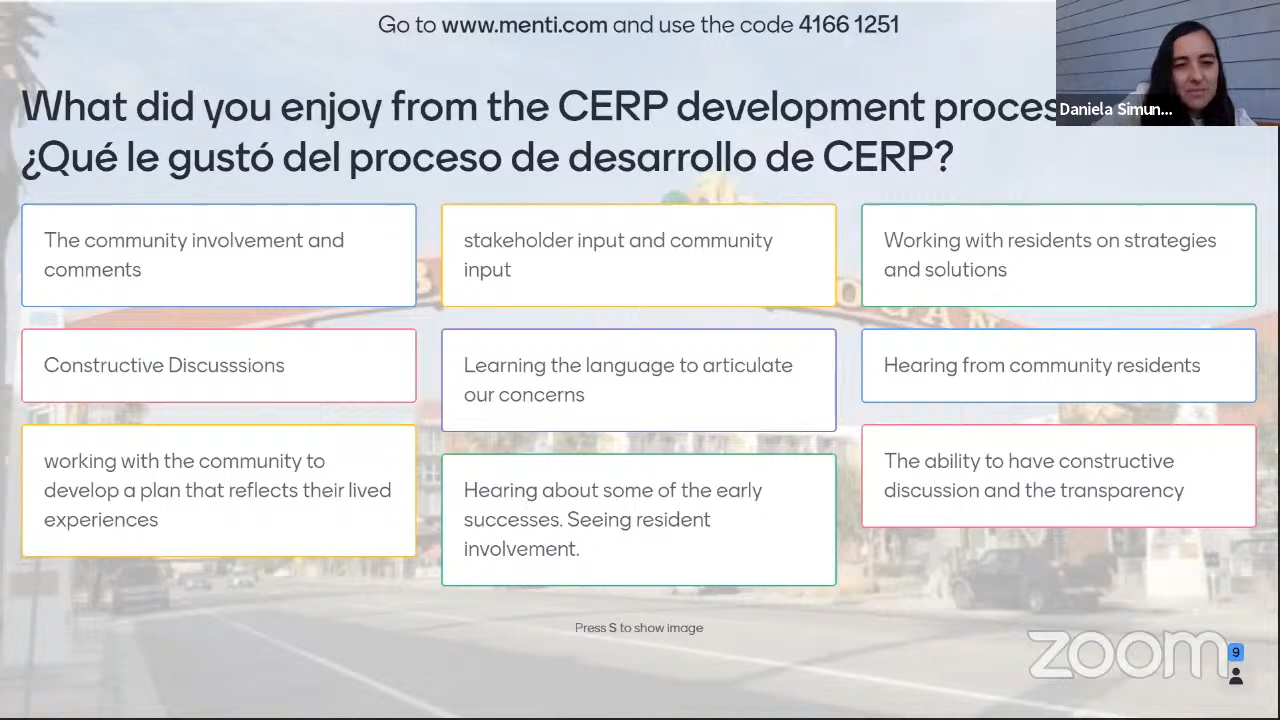 Go to www.menti.com and use the code 4166 1251
Daniela Simun...
What did you enjoy from the CERP development proces
¿Qué le gustó del proceso de desarrollo de CERP?
The community involvement and
comments
stakeholder input and community
input
Working with residents on strategies
and solutions
Constructive Discusssions
Learning the language to articulate
our concerns
Hearing from community residents
working with the community to
develop a plan that reflects their lived
experiences
Hearing about some of the early
successes. Seeing resident
involvement.
The ability to have constructive
discussion and the transparency
Press S to show image
zoom
9